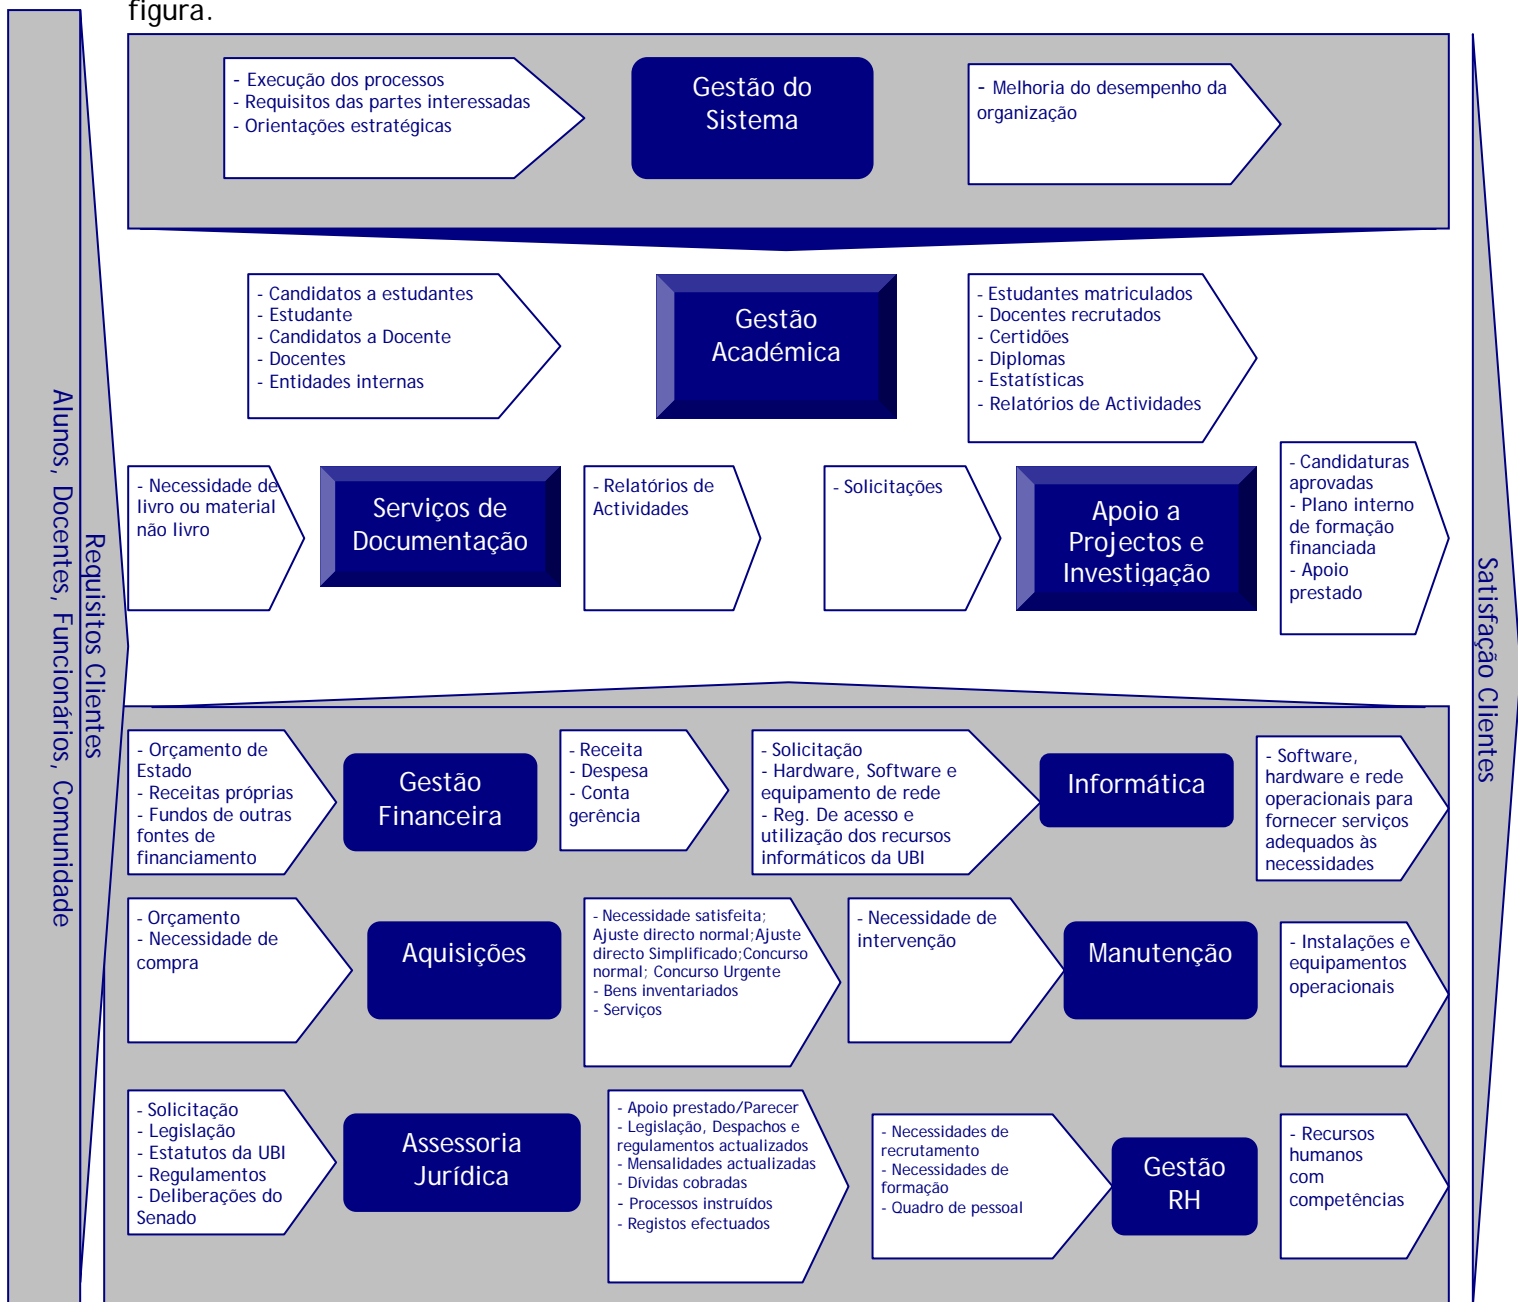 figura.
- Execução dos processos
- Requisitos das partes interessadas
- Orientações estratégicas
Gestão do
Sistema
- Melhoria do desempenho da
organização
- Candidatos a estudantes
- Estudante
- Candidatos a Docente
- Docentes
- Entidades internas
Gestão
Académica
- Estudantes matriculados
- Docentes recrutados
- Certidões
- Diplomas
- Estatísticas
- Relatórios de Actividades
Alunos, Docentes, Funcionários, Comunidade
Requisitos Clientes
- Necessidade de
livro ou material
não livro
Serviços de
Documentação
- Relatórios de
Actividades
- Solicitações
Apoio a
Projectos e
Investigação
- Candidaturas
aprovadas
- Plano interno
de formação
financiada
- Apoio
prestado
Satisfação Clientes
- Orçamento de
Estado
- Receitas próprias
- Fundos de outras
fontes de
financiamento
Gestão
Financeira
- Receita
- Despesa
- Conta
gerência
- Solicitação
- Hardware, Software e
equipamento de rede
- Reg. De acesso e
utilização dos recursos
informáticos da UBI
Informática
- Software,
hardware e rede
operacionais para
fornecer serviços
adequados às
necessidades
- Orçamento
- Necessidade de
compra
Aquisições
- Necessidade satisfeita;
Ajuste directo normal;Ajuste
directo Simplificado;Concurso
normal; Concurso Urgente
- Bens inventariados
- Serviços
- Necessidade de
intervenção
Manutenção
- Instalações e
equipamentos
operacionais
- Solicitação
- Legislação
- Estatutos da UBI
- Regulamentos
- Deliberações do
Senado
Assessoria
Jurídica
- Apoio prestado/Parecer
- Legislação, Despachos e
regulamentos actualizados
- Mensalidades actualizadas
- Dívidas cobradas
- Processos instruídos
- Registos efectuados
- Necessidades de
recrutamento
- Necessidades de
formação
- Quadro de pessoal
Gestão
RH
- Recursos
humanos
com
competências